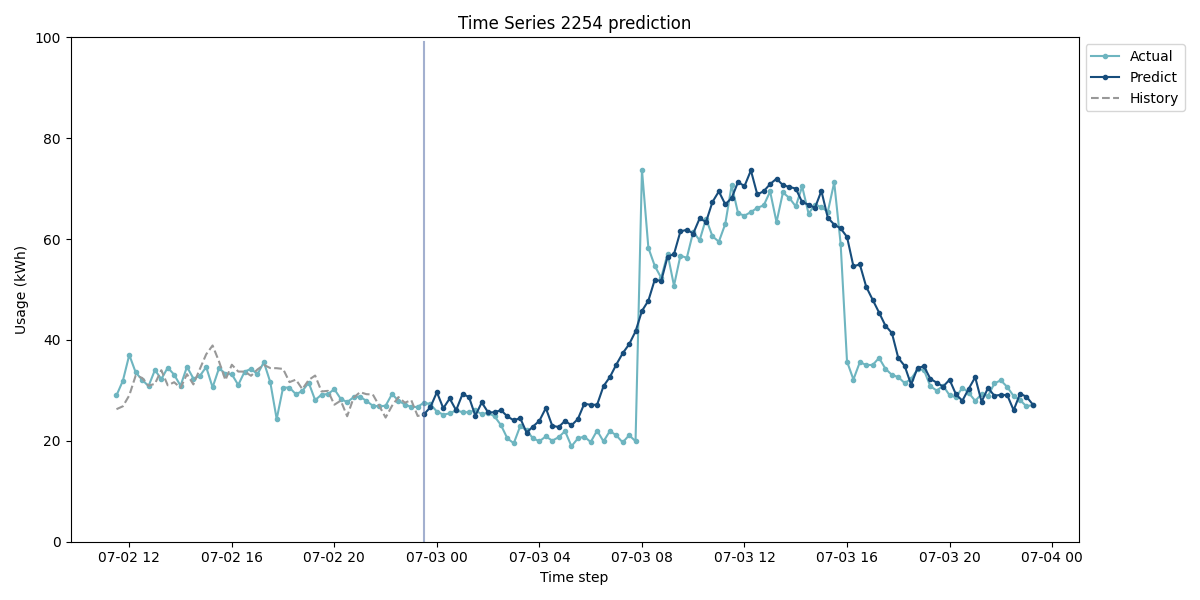 Time Series 2254 prediction
100
80
60
40
20
0
Usage (kWh)
07-02 12
07-02 16
07-02 20
07-03 00
07-03 04
07-03 08
07-03 12
07-03 16
07-03 20
07-04 00
Time step
Actual
Predict
History